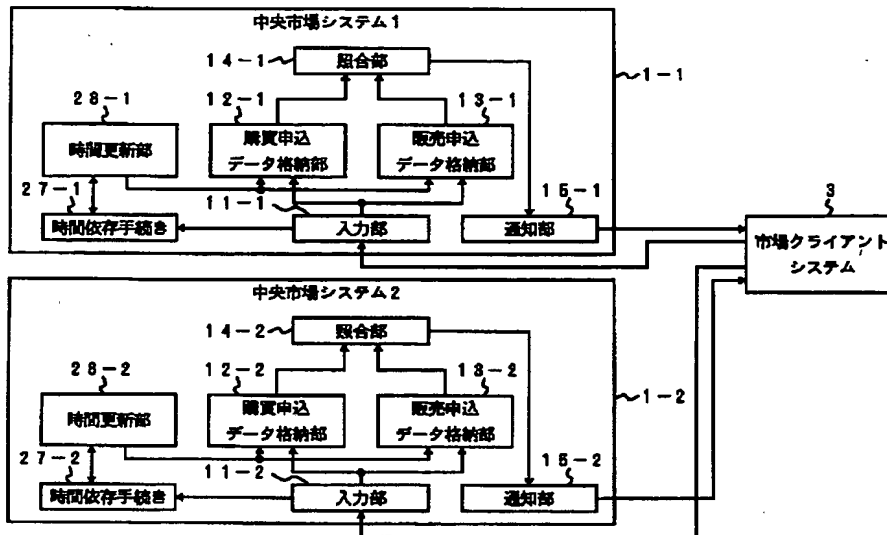 中央市場システム1
14-1
照合部
1-1
12-1
13-1
28-1
購買申込
データ格納部
販売申込
データ格納部
時間更新部
27-1
11-1
15-1
3
時間依存手続き
入力部
通知部
市場クライアント
システム
中央市場システム2
14-2
照合部
28-2
12-2
13-2
1-2
購買申込
データ格納部
販売申込
データ格納部
時間更新部
27-2
11-2
15-2
時間依存手続き
入力部
通知部